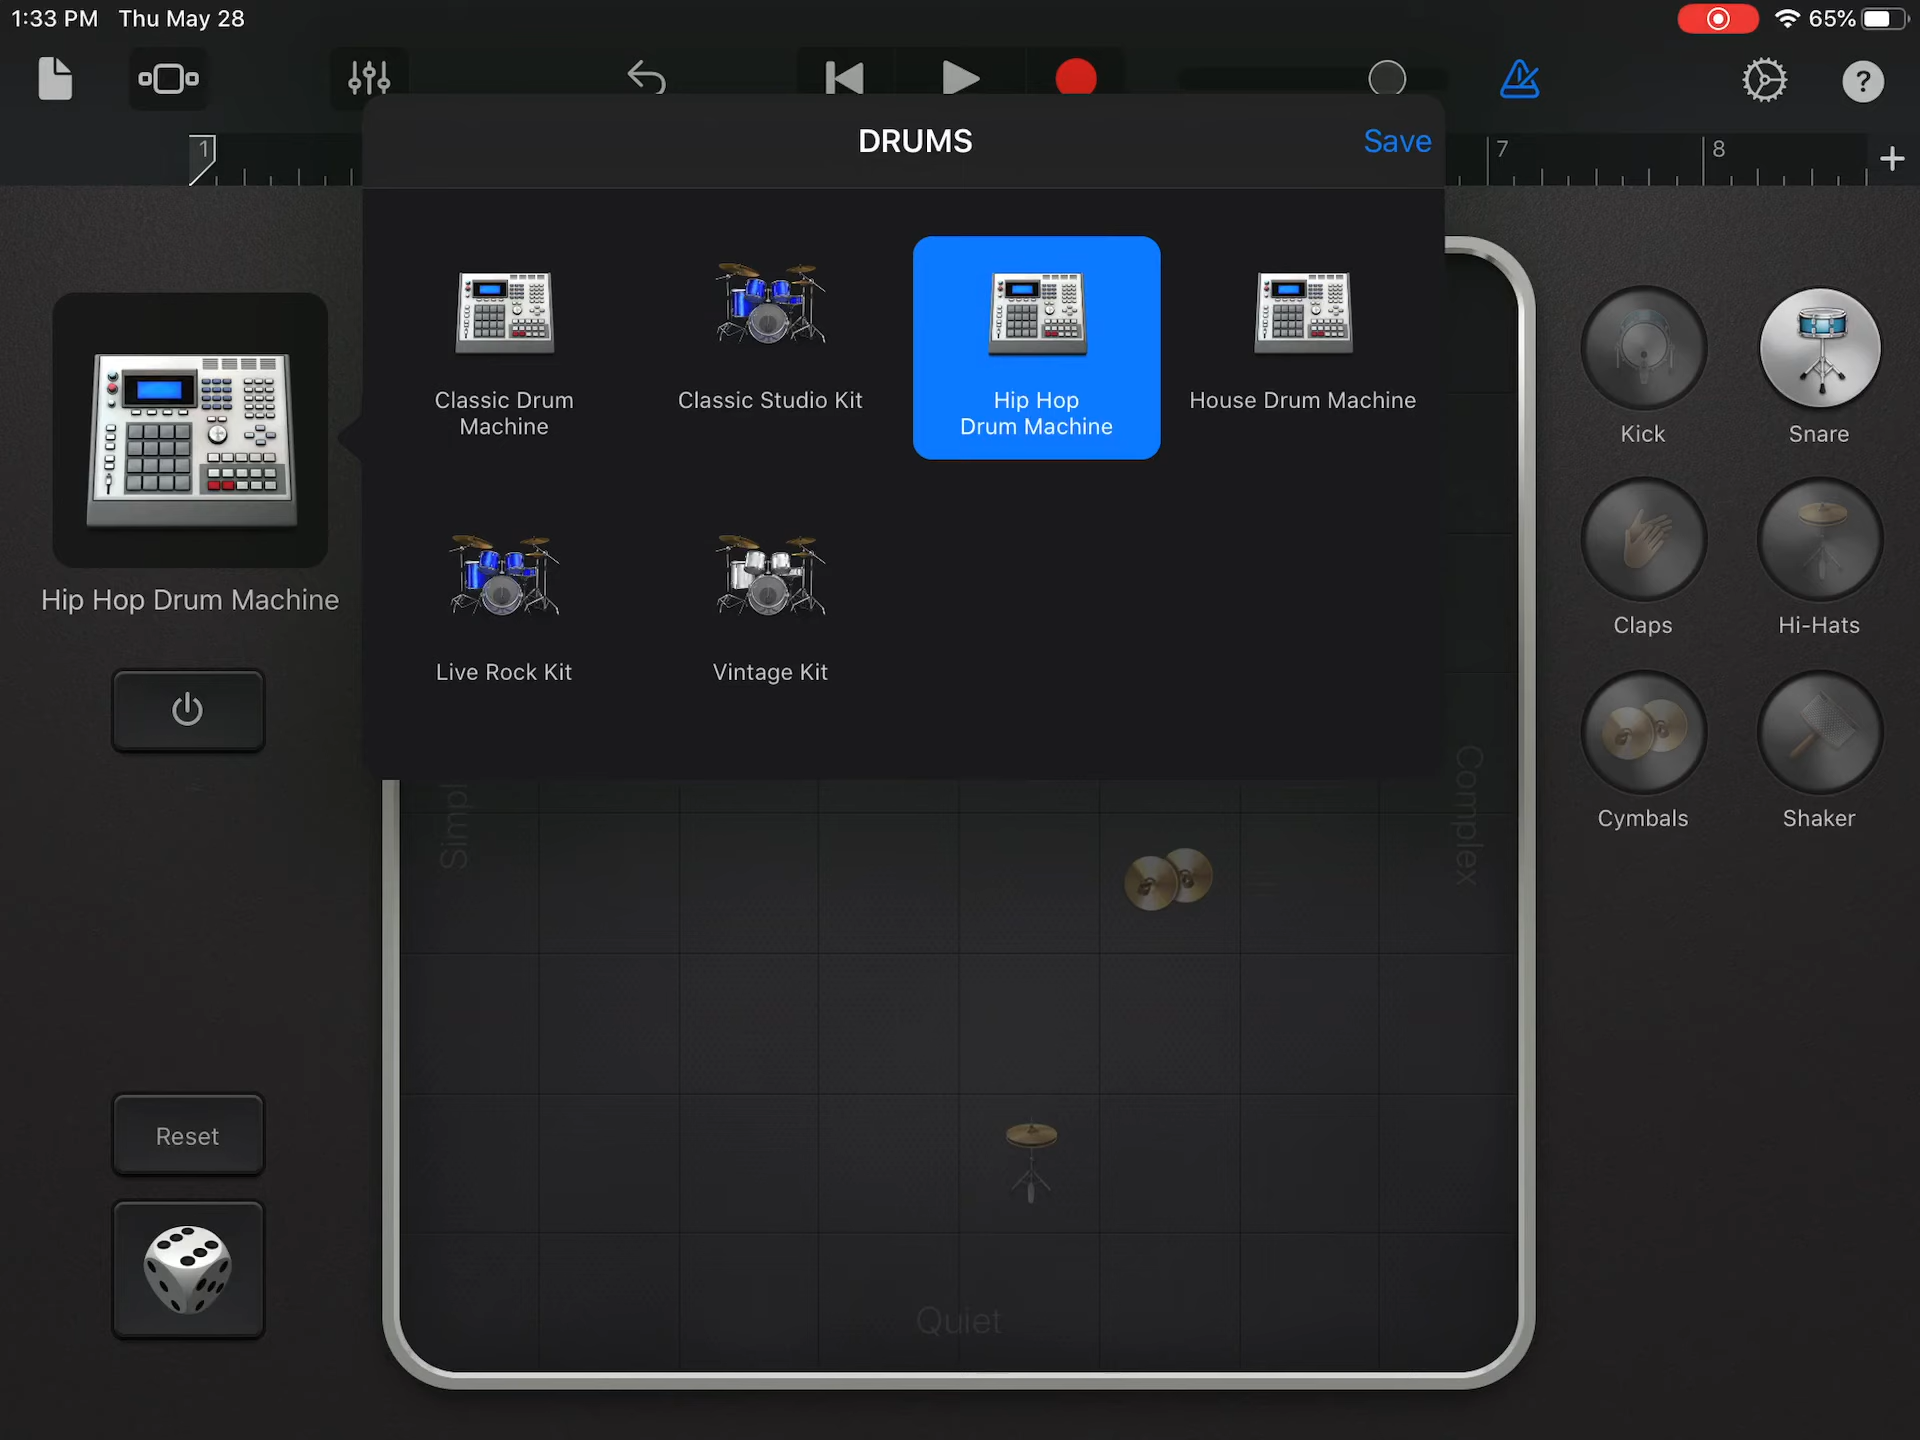 1:33 PM Thu May 28
65%
DRUMS
Save
1
7
8
Classic Drum
Machine
Classic Studio Kit
Hip Hop
Drum Machine
House Drum Machine
Live Rock Kit
Vintage Kit
Hip Hop Drum Machine
Kick
Snare
Claps
Hi-Hats
Cymbals
Shaker
Simpl
Complex
Reset
Quiet